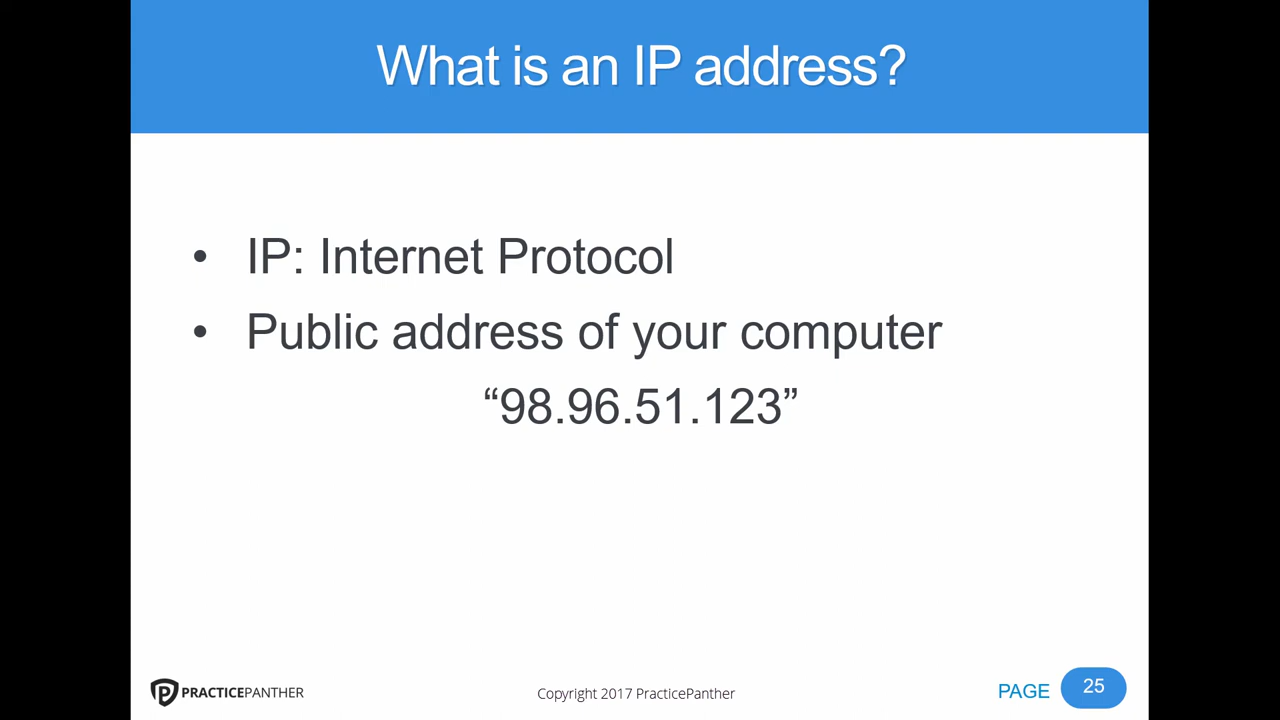 What is an IP address?
• IP: Internet Protocol
• Public address of your computer
“98.96.51.123”
PRACTICEPANTHER
Copyright 2017 PracticePanther
PAGE 25